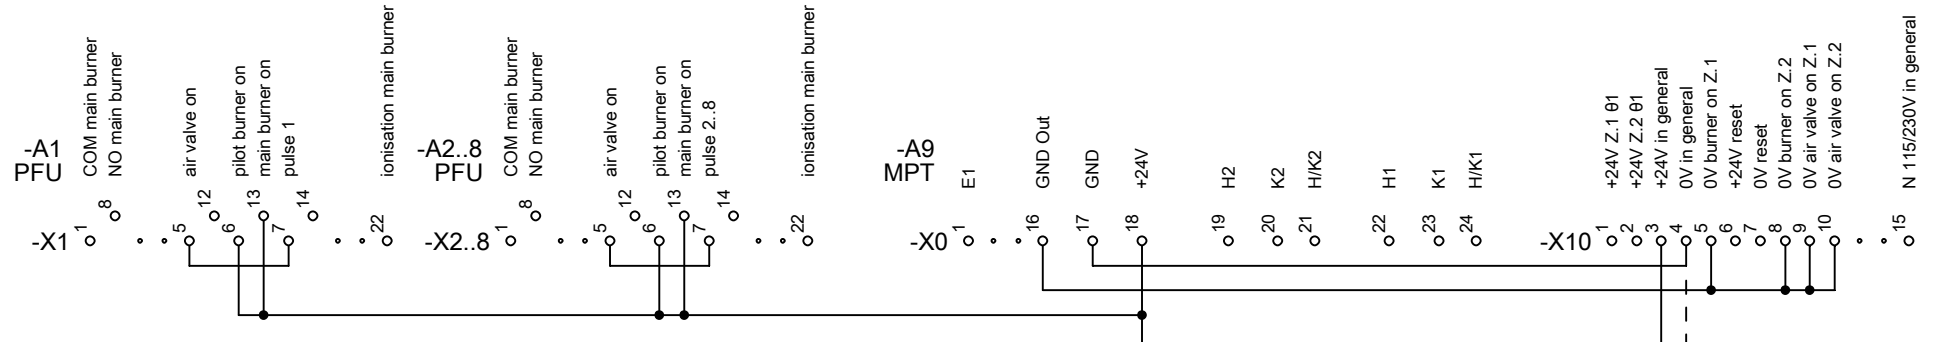 -A1
PFU
COM main burner
NO main burner
air valve on
pilot burner on
main burner on
pulse 1
ionisation main burner
-X1
1
8
5
12
6
13
7
14
22
-A2..8
PFU
COM main burner
NO main burner
air valve on
pilot burner on
main burner on
pulse 2..8
ionisation main burner
-X2..8
1
8
5
12
6
13
7
14
22
-A9
MPT
E1
GND Out
GND
+24V
H2
K2
H/K2
H1
K1
H/K1
-X0
1
16
17
18
19
20
21
22
23
24
+24V Z.1 θ1
+24V Z.2 θ1
+24V in general
0V in general
0V burner on Z.1
+24V reset
0V reset
0V burner on Z.2
0V air valve on Z.1
0V air valve on Z.2
N 115/230V in general
-X10
1
2
3
4
5
6
7
8
9
10
15